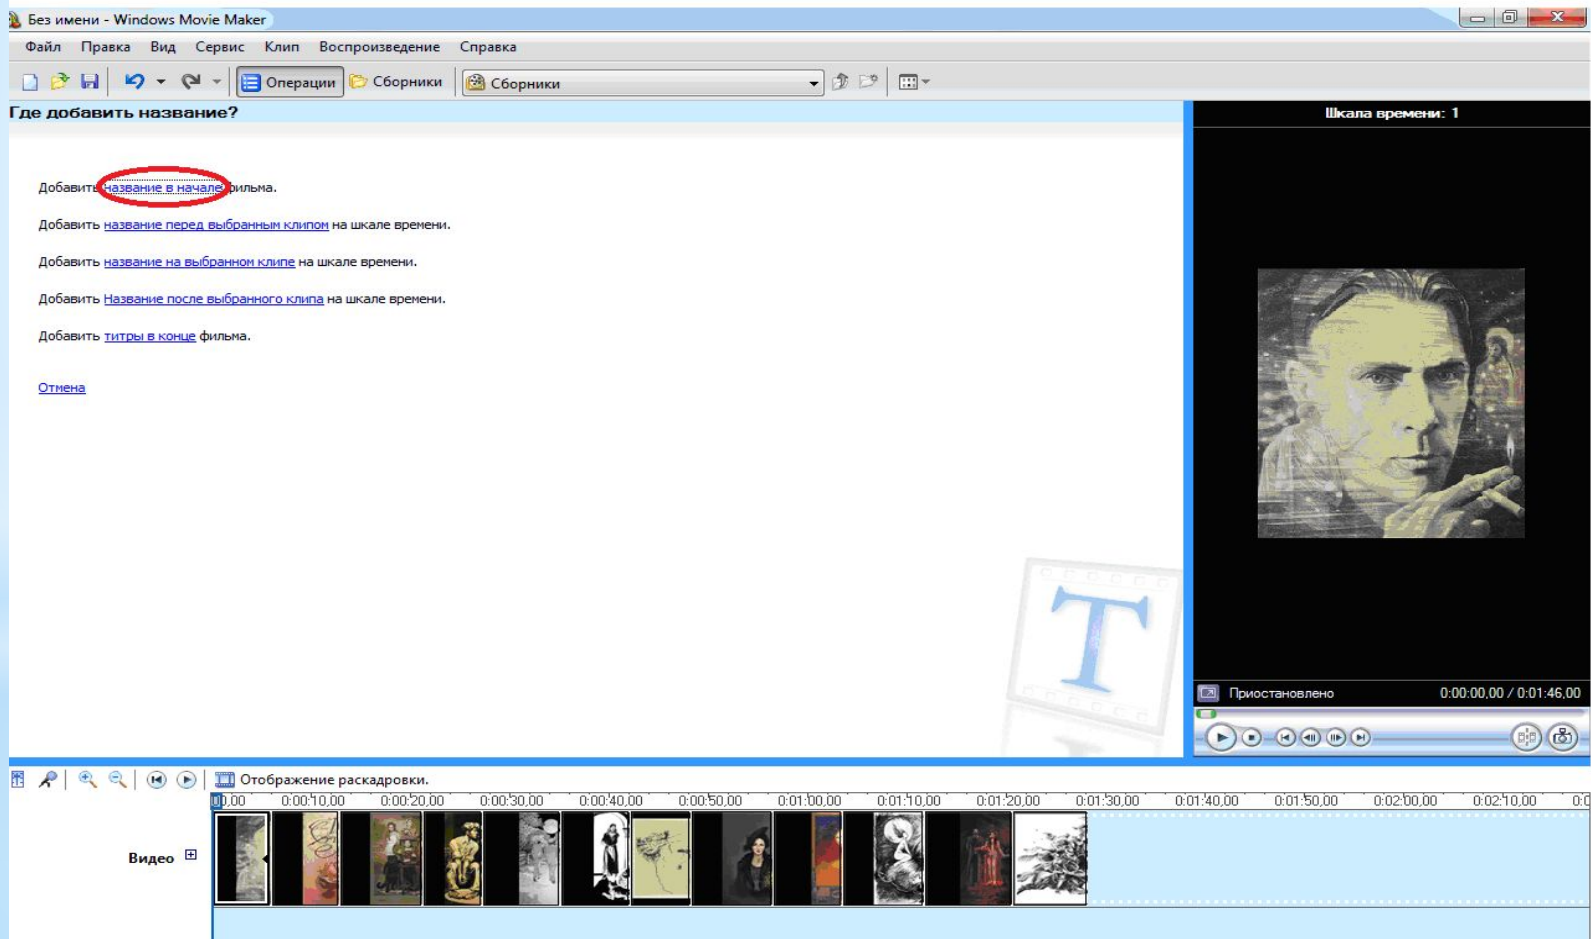 Без имени - Windows Movie Maker
Файл Правка Вид Сервис Клип Воспроизведение Справка
Операции Сборники Сборники
Где добавить название?
Шкала времени: 1
Добавить название в начале фильма.
Добавить название перед выбранным клипом на шкале времени.
Добавить название на выбранном клипе на шкале времени.
Добавить Название после выбранного клипа на шкале времени.
Добавить титры в конце фильма.
Отмена
T
Приостановлено 0:00:00,00 / 0:01:46,00
Отображение раскадровки.
0:00:10,00 0:00:20,00 0:00:30,00 0:00:40,00 0:00:50,00 0:01:00,00 0:01:10,00 0:01:20,00 0:01:30,00 0:01:40,00 0:01:50,00 0:02:00,00 0:02:10,00
Видео